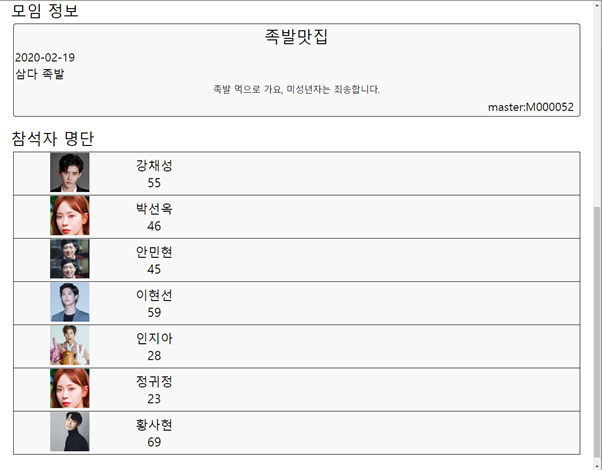 모임 정보
족발맛집
2020-02-19
삼다 족발
족발 먹으로 가요, 미성년자는 죄송합니다.
master:M000052
참석자 명단
강채성
55
박선옥
46
안민현
45
이현선
59
인지아
28
정귀정
23
황사현
69